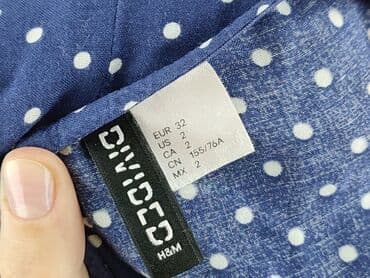 DIVIDED
H&M
EUR 32
US 2
CA 2
CN 155/76A
MX 2